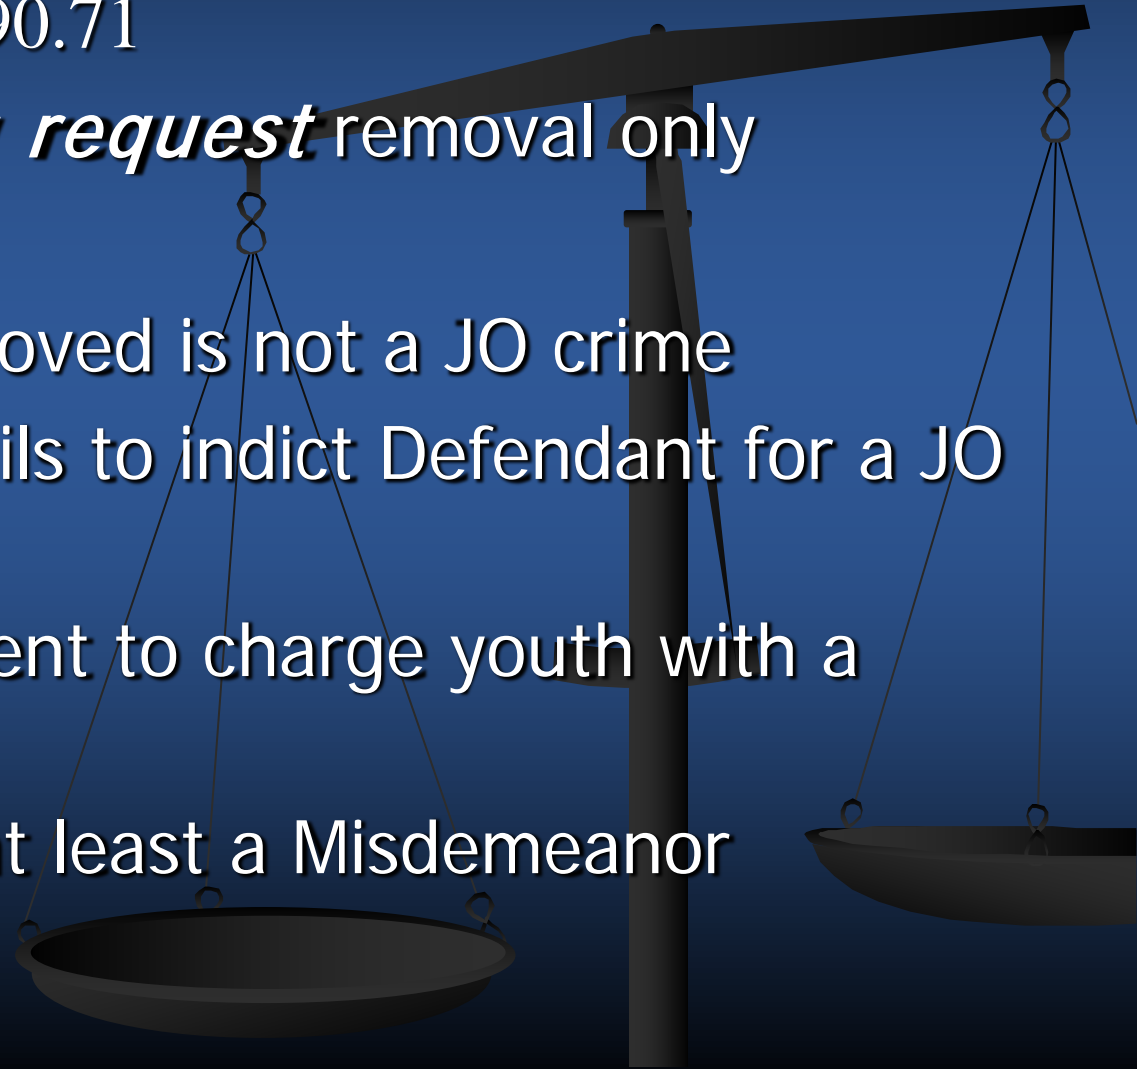 90.71
request removal only
oved is not a JO crime
ils to indict Defendant for a JO
ent to charge youth with a
t least a Misdemeanor